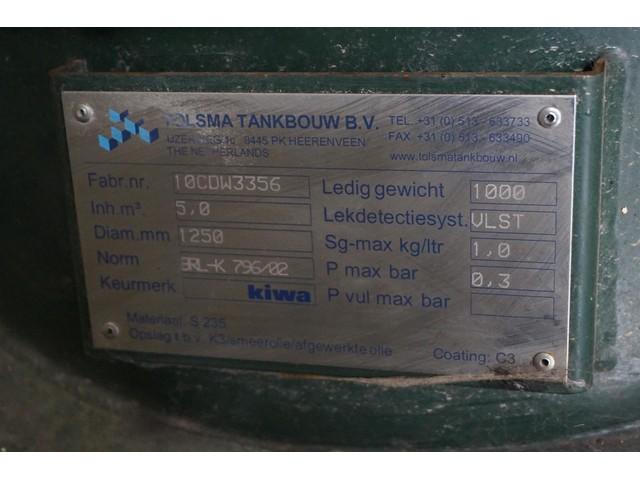 TOLSMA TANKBOUW B.V.
TEL. +31 (0) 513 - 633733
8445 PK HEERENVEEN
FAX +31 (0) 513 - 633490
THE NETHERLANDS
www.tolsmatankbouw.nl
Fabr.nr. 10CDW3356
Inh.m³. 5,0
Diam.mm 1250
Norm BRL-K 796/02
Keurmerk kiwa
Ledig gewicht 1000
Lekdetectiesyst. VLST
Sg-max kg/ltr 1,0
P max bar 0,3
P vul max bar
Materiaal: S 235
Opslag t.b.v. K3/smeerolie/afgewerkte olie
Coating: C3